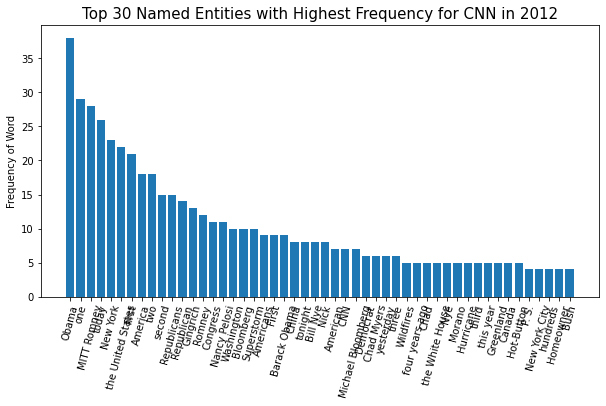 Top 30 Named Entities with Highest Frequency for CNN in 2012
Frequency of Word
35
30
25
20
15
10
5
0
Obama
one
MITT Romney
today
New York
the United States
first
America
two
second
Republicans
Republican
Gingrich
Romney
Congress
Nancy Pelosi
Washington
Bloomberg
Superstorm
Americans
First
Barack Obama
China
tonight
Bill Nye
Nick
American
CNN
Michael Bloomberg
Democrat
Chad Myers
yesterday
three
Wildfires
four years ago
Chad
the White House
Nye
Morano
Hurricane
third
this year
Greenland
Canada
Hot-Button
P. S.
New York City
hundreds
Homeowner
Bush